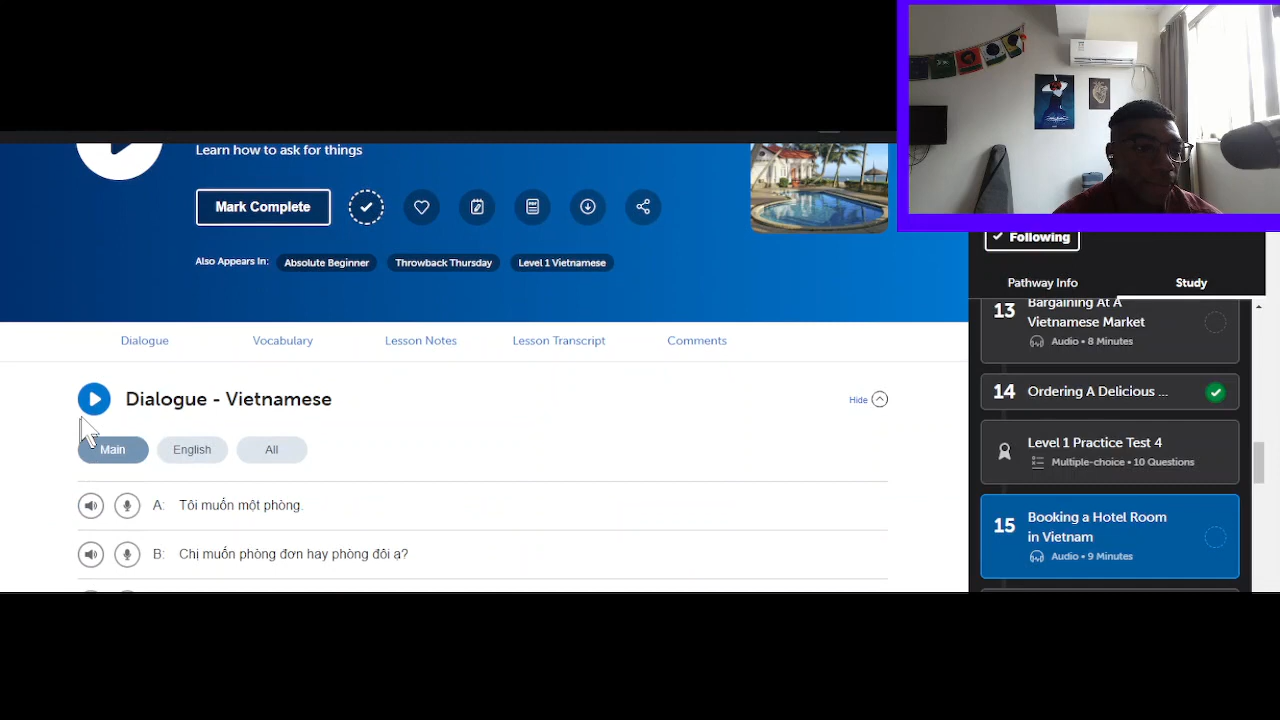 Learn how to ask for things
Mark Complete
Also Appears In: Absolute Beginner Throwback Thursday Level 1 Vietnamese
Dialogue Vocabulary Lesson Notes Lesson Transcript Comments
Dialogue - Vietnamese
Hide
Main English All
A: Tôi muốn một phòng.
B: Chị muốn phòng đơn hay phòng đôi ạ?
Following
Pathway Info Study
13 Bargaining At A
Vietnamese Market
Audio • 8 Minutes
14 Ordering A Delicious ...
Level 1 Practice Test 4
Multiple-choice • 10 Questions
15 Booking a Hotel Room
in Vietnam
Audio • 9 Minutes